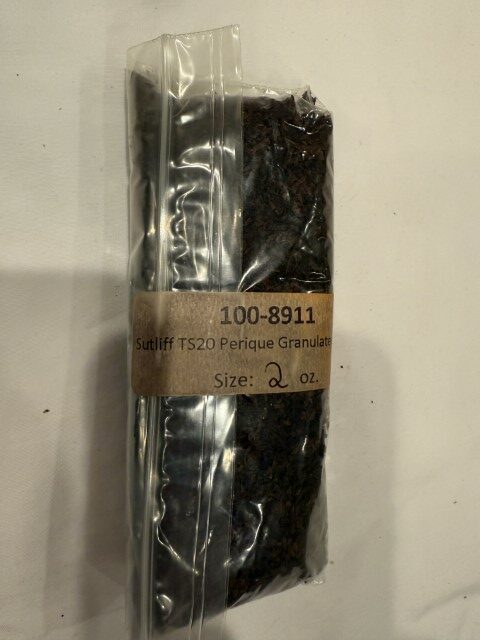 100-8911
Sutliff TS20 Perique Granulate
Size: 2 oz.